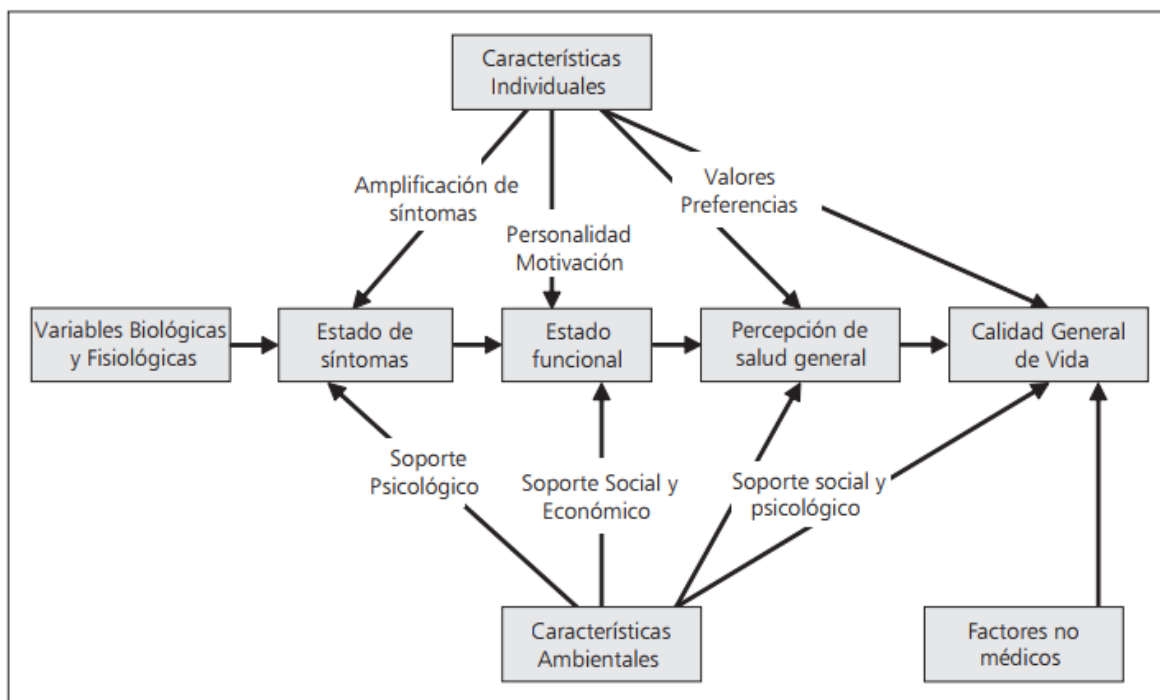 Características
Individuales
Amplificación de
síntomas
Personalidad
Motivación
Valores
Preferencias
Variables Biológicas
y Fisiológicas
Estado de
síntomas
Estado
funcional
Percepción de
salud general
Calidad General
de Vida
Soporte
Psicológico
Soporte Social y
Económico
Soporte social y
psicológico
Características
Ambientales
Factores no
médicos